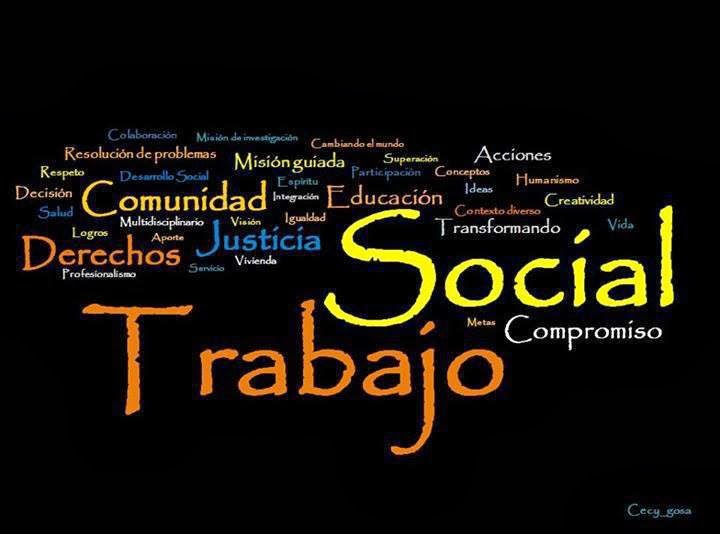 Colaboración
Misión de investigación
Cambiando el mundo
Resolución de problemas
Misión guiada
Superación
Acciones
Respeto
Desarrollo Social
Espíritu
Participación
Conceptos
Humanismo
Decisión
Comunidad
Integración
Educación
Ideas
Creatividad
Salud
Multidisciplinario
Visión
Igualdad
Contexto diverso
Logros
Aporte
Justicia
Transformando
Vida
Derechos
Servicio
Vivienda
Profesionalismo
Social
Metas
Compromiso
Trabajo
Cecy_gosa